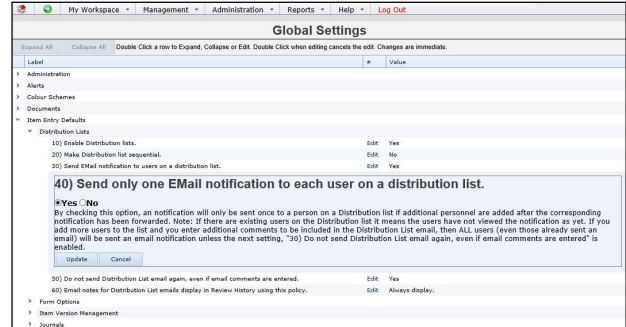 My Workspace Management Administration Reports Help Log Out
Global Settings
Expand All Collapse All Double Click a row to Expand, Collapse or Edit. Double Click when editing cancels the edit. Changes are immediate.
Label # Value
Administration
Alerts
Colour Schemes
Documents
Item Entry Defaults
Distribution Lists
10) Enable Distribution lists. Edit Yes
20) Make Distribution list sequential. Edit No
30) Send EMail notification to users on a distribution list. Edit Yes
40) Send only one EMail notification to each user on a distribution list.
Yes No
By checking this option, an notification will only be sent once to a person on a Distribution list if additional personnel are added after the corresponding
notification has been forwarded. Note: If there are existing users on the Distribution list it means the users have not viewed the notification as yet. If you
add more users to the list and you enter additional comments to be included in the Distribution List email, then ALL users (even those already sent an
email) will be sent an email notification unless the next setting, "30) Do not send Distribution List email again, even if email comments are entered" is
enabled.
Update Cancel
50) Do not send Distribution List email again, even if email comments are entered. Edit Yes
60) Email notes for Distribution List emails display in Review History using this policy. Edit Always display.
Form Options
Item Version Management
Journals